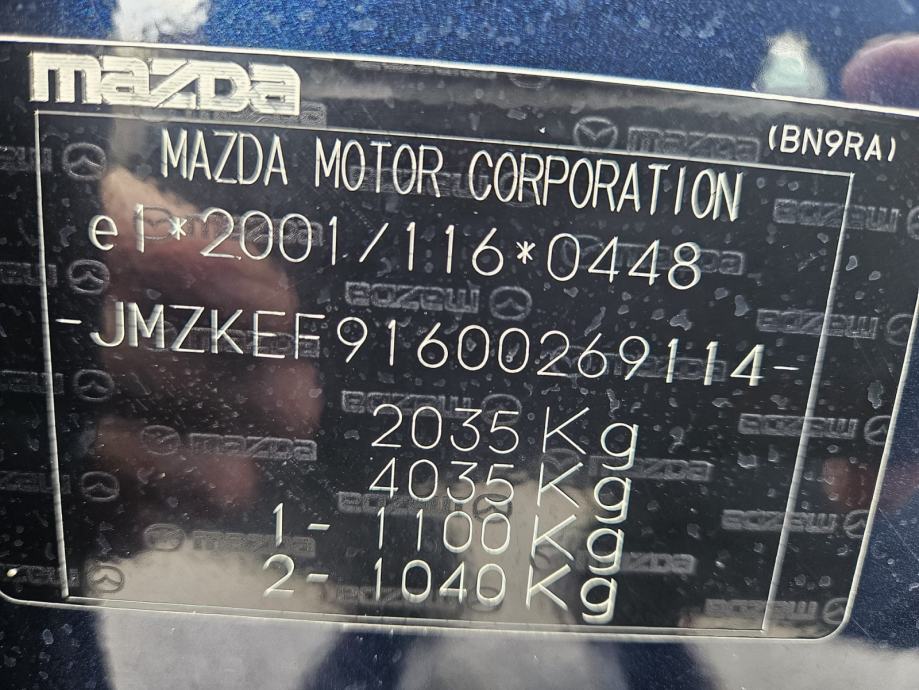 mazda
(BN9RA)
MAZDA MOTOR CORPORATION
e1*2001/116*0448
-JMZKEF91600269114-
2035 Kg
4035 Kg
1- 1100 Kg
2- 1040 Kg